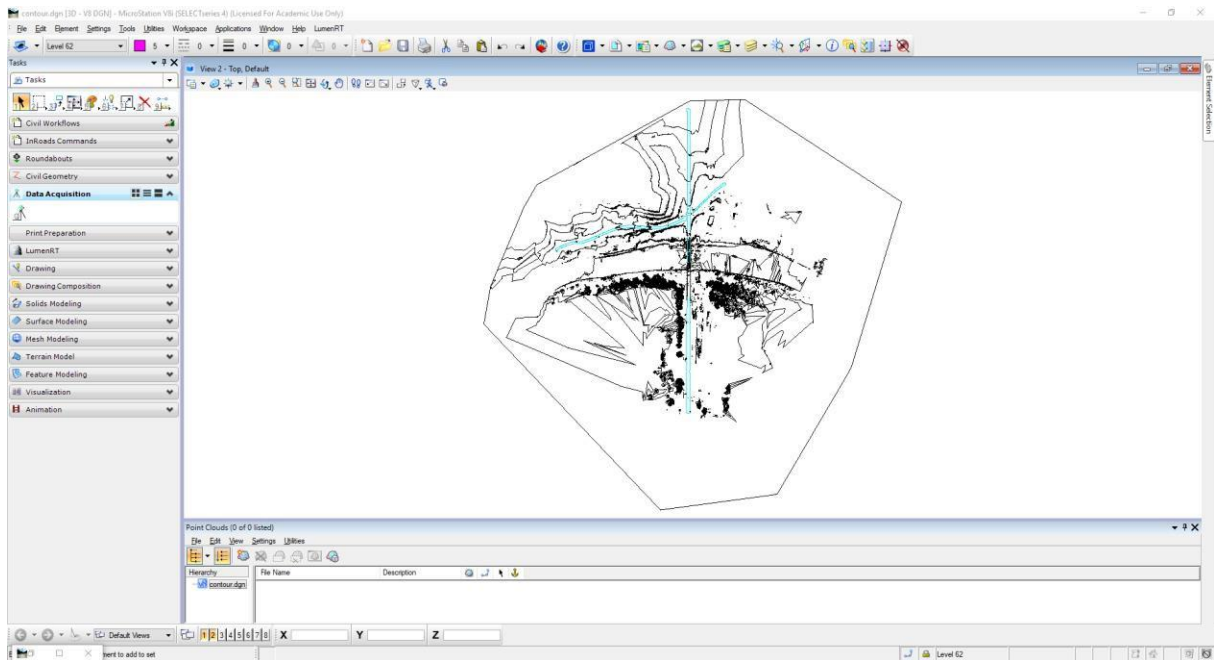 contour.dgn [3D - V8 DGN] - MicroStation V8i (SELECTseries 4) (Licensed For Academic Use Only)
File Edit Element Settings Tools Utilities Workspace Applications Window Help LumenRT
Level 62 5 0 0 0 0
Tasks
View 2 - Top, Default
Tasks
Element Selection
Civil Workflows
InRoads Commands
Roundabouts
Civil Geometry
Data Acquisition
Print Preparation
LumenRT
Drawing
Drawing Composition
Solids Modeling
Surface Modeling
Mesh Modeling
Terrain Model
Feature Modeling
Visualization
Animation
Point Clouds (0 of 0 listed)
File Edit View Settings Utilities
Hierarchy File Name Description
contour.dgn
Default Views 1 2 3 4 5 6 7 8 X Y Z
ment to add to set Level 62